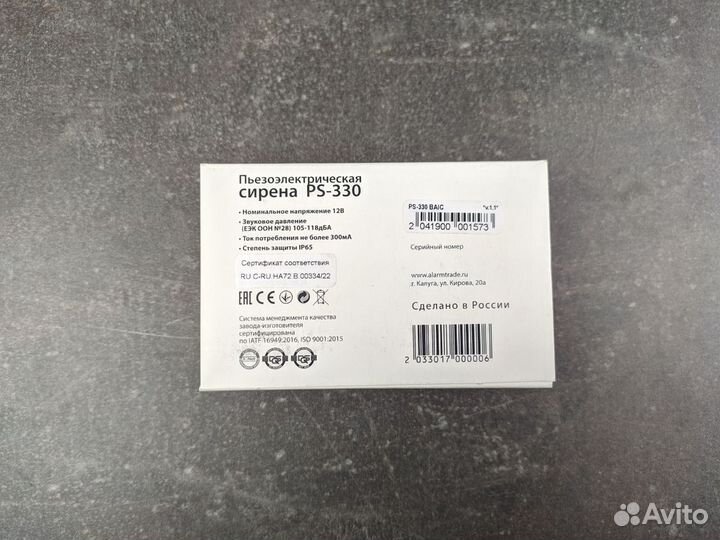 Пьезоэлектрическая
сирена PS-330
• Номинальное напряжение 12В
• Звуковое давление
(ЕЭК ООН №28) 105-118дБА
• Ток потребления не более 300мА
• Степень защиты IP65
Сертификат соответствия
RU C-RU.НА72.В.00334/22
EAC CE
Система менеджмента качества
завода-изготовителя
сертифицирована
по IATF 16949:2016, ISO 9001:2015
PS-330 BAIC "v.1.1"
2 041900 001573
Серийный номер
www.alarmtrade.ru
г. Калуга, ул. Кирова, 20а
Сделано в России
2 033017 000006
Avito